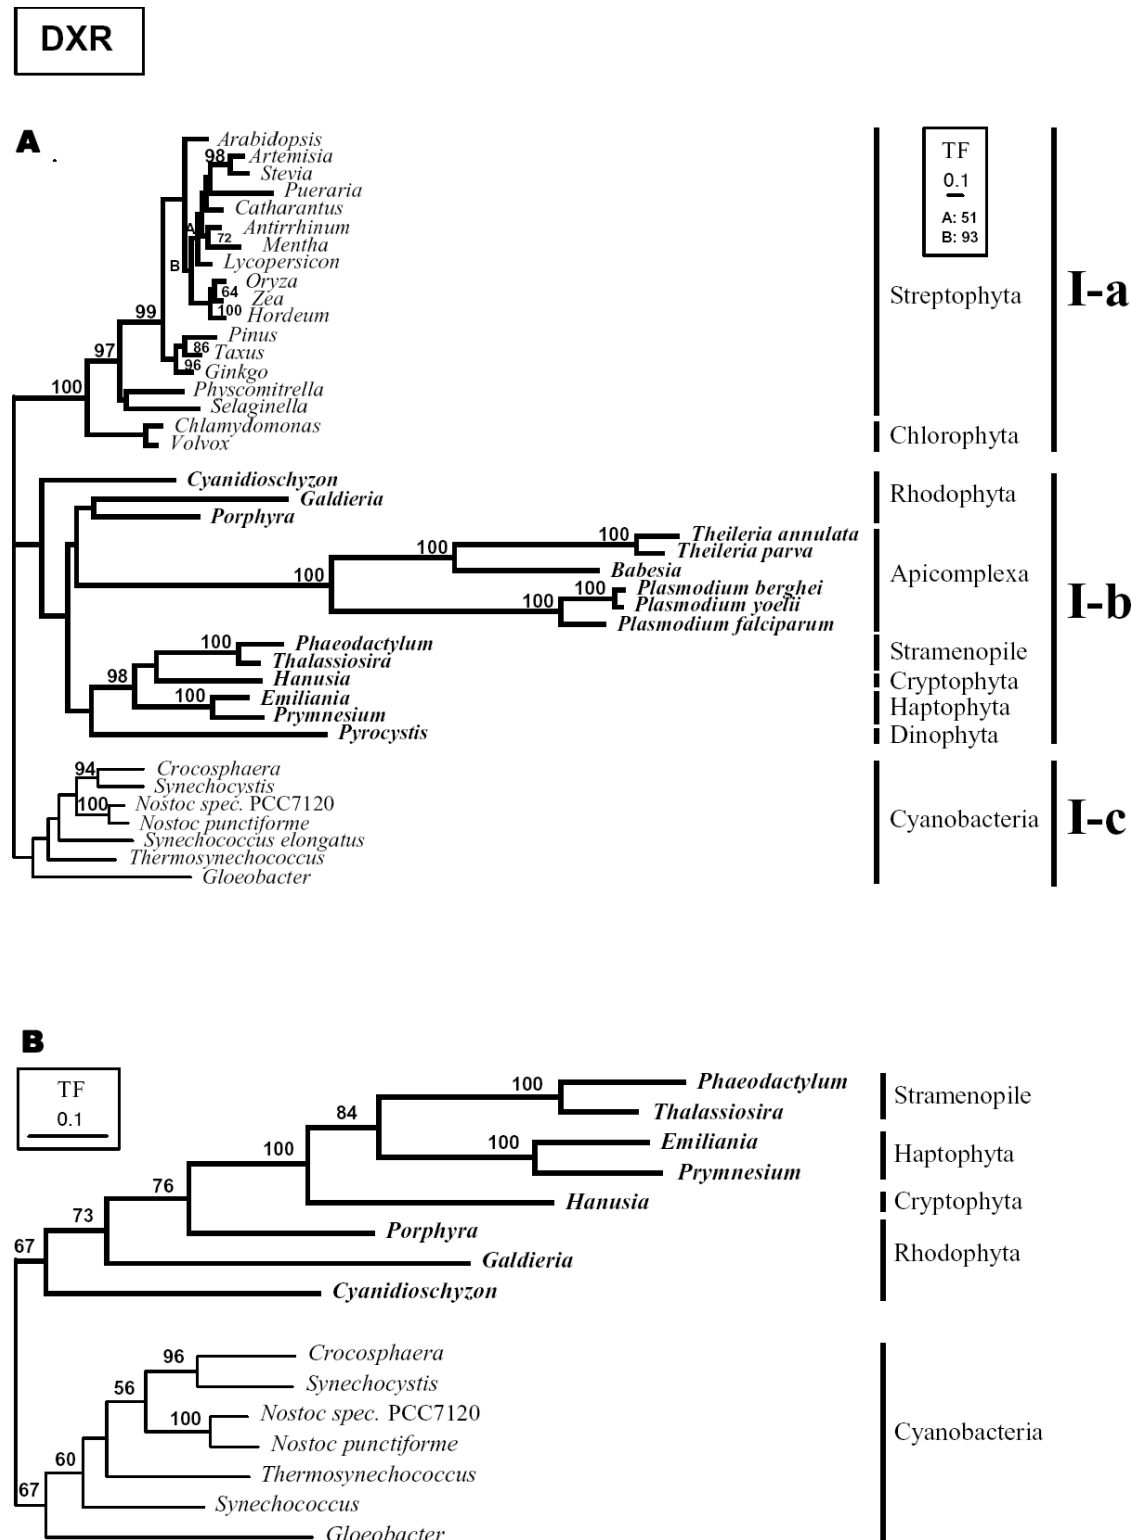 DXR
A
Arabidopsis
98 Artemisia
Stevia
Pueraria
Catharantus
A Antirrhinum
72 Mentha
Lycopersicon
B
Oryza
64 Zea
100 Hordeum
99
Pinus
86 Taxus
96 Ginkgo
97
Physcomitrella
100
Selaginella
Chlamydomonas
Volvox
TF
0.1
A: 51
B: 93
Streptophyta
I-a
Chlorophyta
Cyanidioschyzon
Galdieria
Porphyra
Rhodophyta
100 Theileria annulata
Theileria parva
100
Babesia
100
100 Plasmodium berghei
Plasmodium yoelii
100
Plasmodium falciparum
Apicomplexa
I-b
100 Phaeodactylum
Thalassiosira
Stramenopile
98
Hanusia
Cryptophyta
100 Emiliania
Prymnesium
Haptophyta
Pyrocystis
Dinophyta
94 Crocosphaera
Synechocystis
100 Nostoc spec. PCC7120
Nostoc punctiforme
Synechococcus elongatus
Thermosynechococcus
Gloeobacter
Cyanobacteria
I-c
B
TF
0.1
100 Phaeodactylum
Thalassiosira
Stramenopile
84
100 Emiliania
Prymnesium
Haptophyta
100
Hanusia
Cryptophyta
76
Porphyra
73
Galdieria
Rhodophyta
67
Cyanidioschyzon
96 Crocosphaera
Synechocystis
56
100 Nostoc spec. PCC7120
Nostoc punctiforme
60
Thermosynechococcus
67
Synechococcus
Gloeobacter
Cyanobacteria